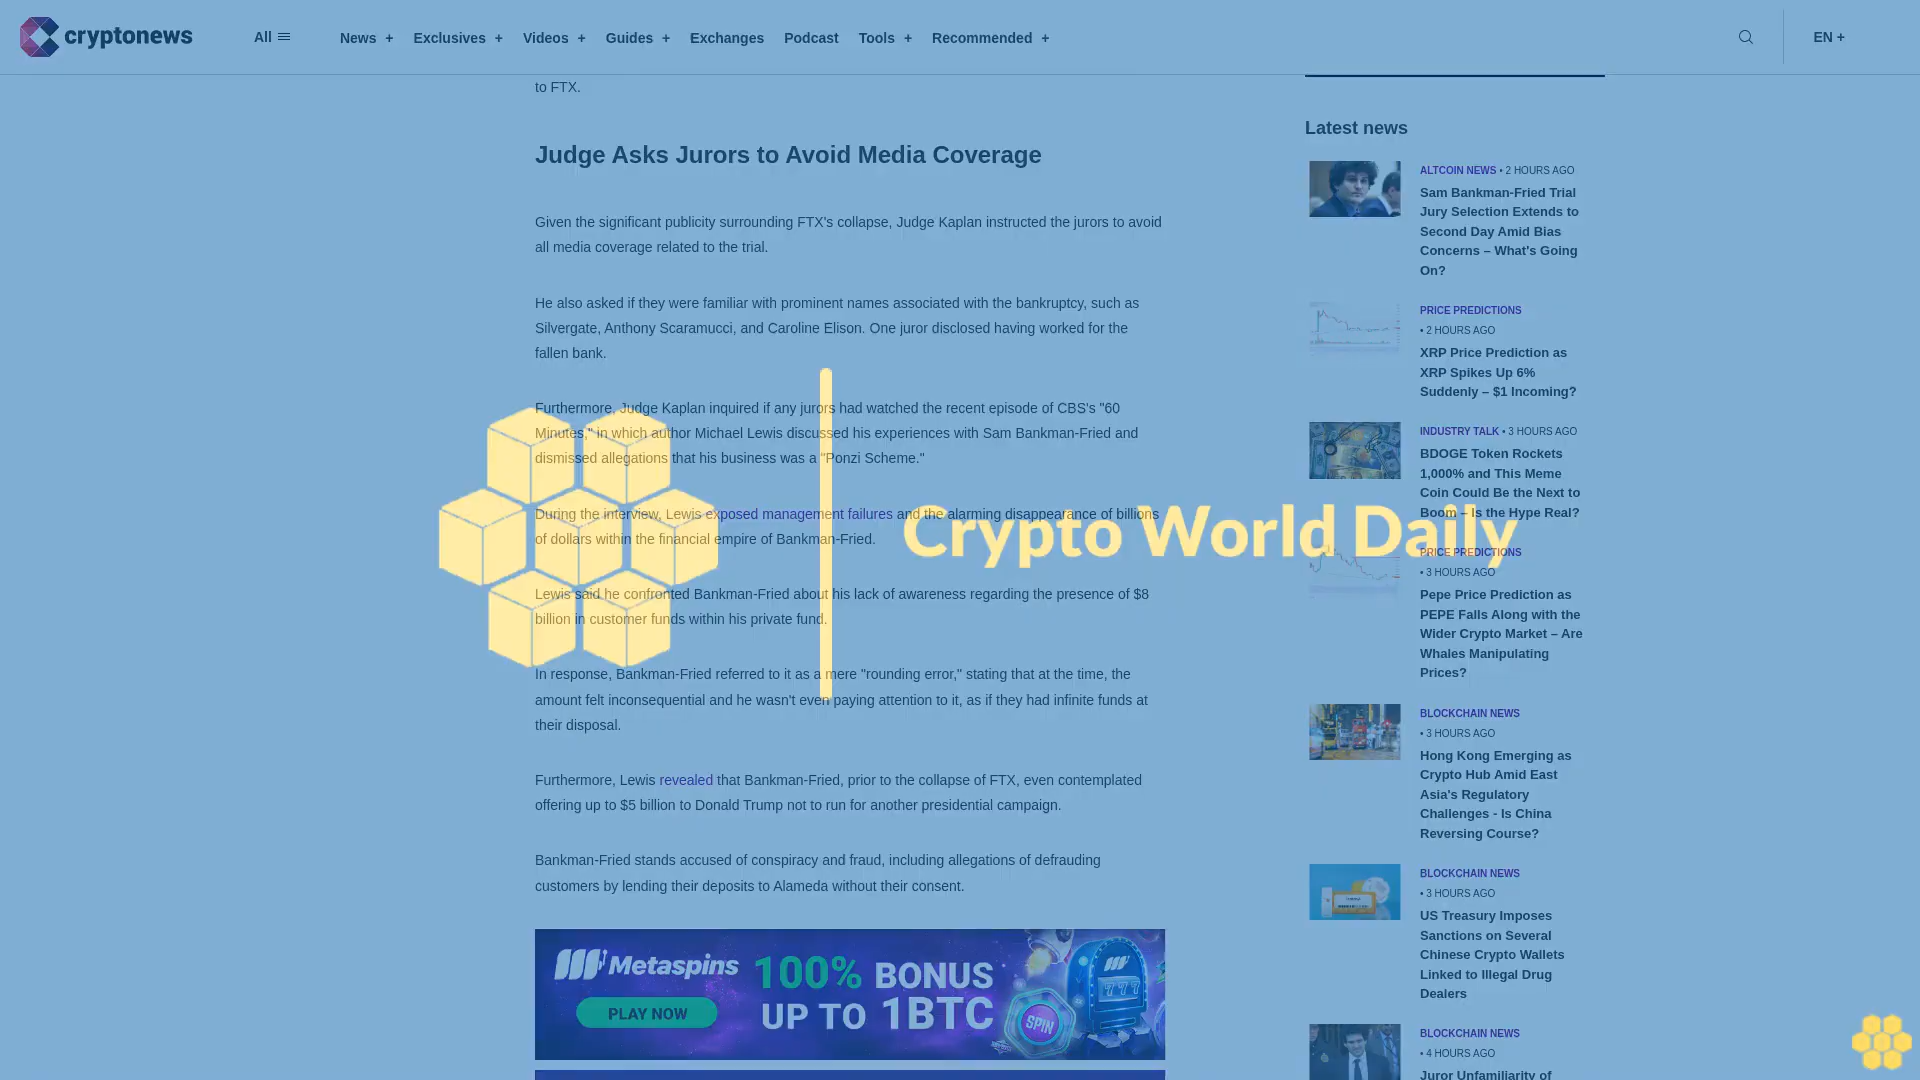 cryptonews
All
News + Exclusives + Videos + Guides + Exchanges Podcast Tools + Recommended +
EN +
to FTX.
Judge Asks Jurors to Avoid Media Coverage
Given the significant publicity surrounding FTX's collapse, Judge Kaplan instructed the jurors to avoid
all media coverage related to the trial.
He also asked if they were familiar with prominent names associated with the bankruptcy, such as
Silvergate, Anthony Scaramucci, and Caroline Elison. One juror disclosed having worked for the
fallen bank.
Furthermore, Judge Kaplan inquired if any jurors had watched the recent episode of CBS's "60
Minutes," in which author Michael Lewis discussed his experiences with Sam Bankman-Fried and
dismissed allegations that his business was a "Ponzi Scheme."
During the interview, Lewis exposed management failures and the alarming disappearance of billions
of dollars within the financial empire of Bankman-Fried.
Lewis said he confronted Bankman-Fried about his lack of awareness regarding the presence of $8
billion in customer funds within his private fund.
In response, Bankman-Fried referred to it as a mere "rounding error," stating that at the time, the
amount felt inconsequential and he wasn't even paying attention to it, as if they had infinite funds at
their disposal.
Furthermore, Lewis revealed that Bankman-Fried, prior to the collapse of FTX, even contemplated
offering up to $5 billion to Donald Trump not to run for another presidential campaign.
Bankman-Fried stands accused of conspiracy and fraud, including allegations of defrauding
customers by lending their deposits to Alameda without their consent.
Metaspins
PLAY NOW
100% BONUS
UP TO 1BTC
777
SPIN
Crypto World Daily
Latest news
ALTCOIN NEWS • 2 HOURS AGO
Sam Bankman-Fried Trial
Jury Selection Extends to
Second Day Amid Bias
Concerns – What's Going
On?
PRICE PREDICTIONS
• 2 HOURS AGO
XRP Price Prediction as
XRP Spikes Up 6%
Suddenly – $1 Incoming?
INDUSTRY TALK • 3 HOURS AGO
BDOGE Token Rockets
1,000% and This Meme
Coin Could Be the Next to
Boom – Is the Hype Real?
PRICE PREDICTIONS
• 3 HOURS AGO
Pepe Price Prediction as
PEPE Falls Along with the
Wider Crypto Market – Are
Whales Manipulating
Prices?
BLOCKCHAIN NEWS
• 3 HOURS AGO
Hong Kong Emerging as
Crypto Hub Amid East
Asia's Regulatory
Challenges - Is China
Reversing Course?
BLOCKCHAIN NEWS
• 3 HOURS AGO
US Treasury Imposes
Sanctions on Several
Chinese Crypto Wallets
Linked to Illegal Drug
Dealers
BLOCKCHAIN NEWS
• 4 HOURS AGO
Juror Unfamiliarity of